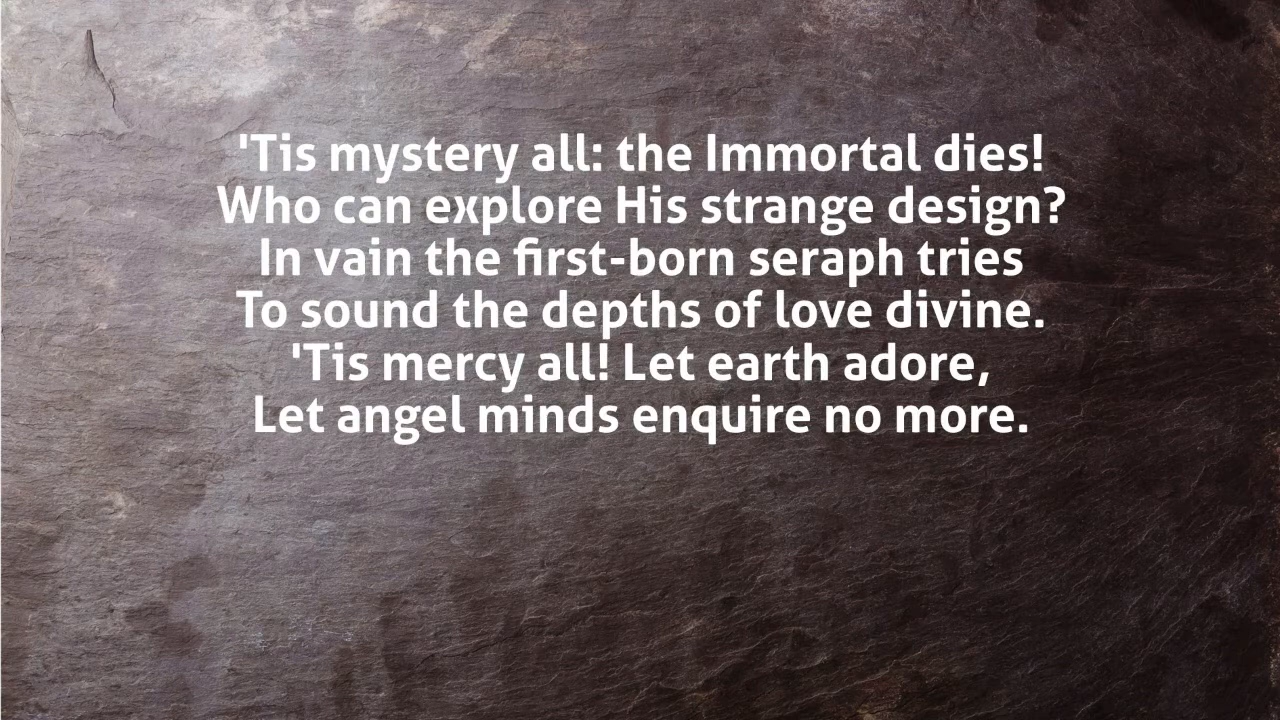 'Tis mystery all: the Immortal dies!
Who can explore His strange design?
In vain the first-born seraph tries
To sound the depths of love divine.
'Tis mercy all! Let earth adore,
Let angel minds enquire no more.